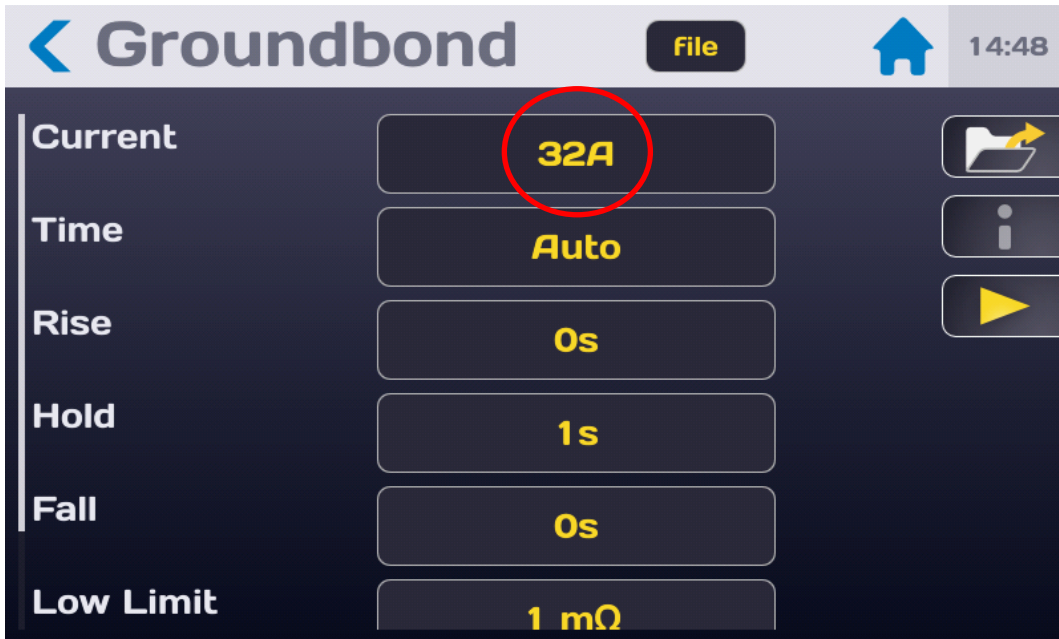 Groundbond file 14:48
Current 32A
Time Auto
Rise 0s
Hold 1s
Fall 0s
Low Limit 1 mΩ